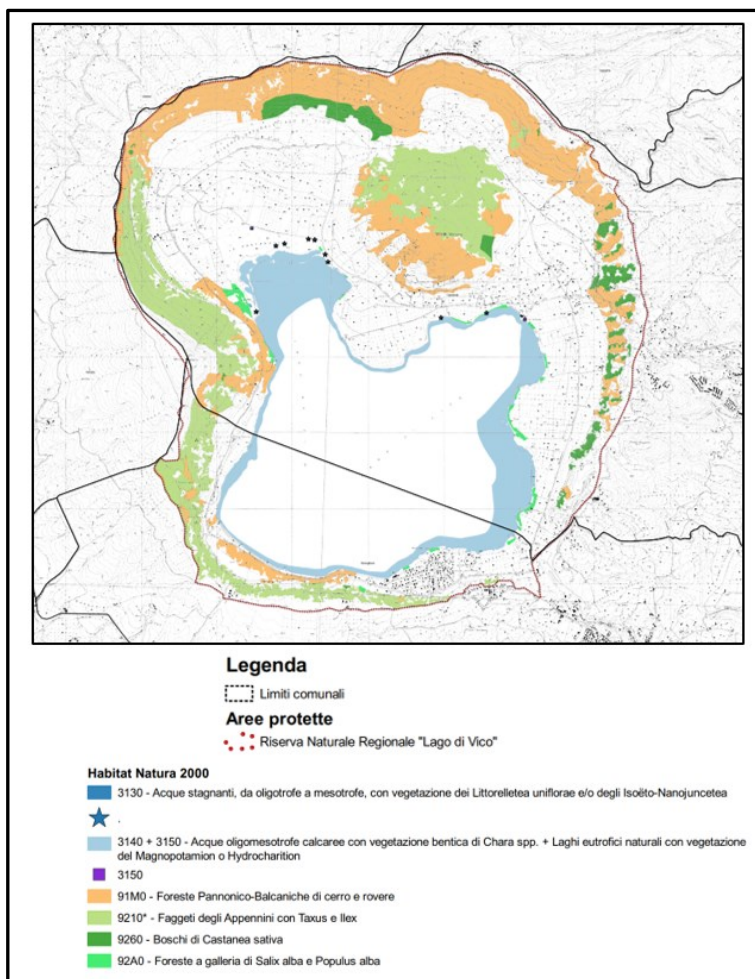 Legenda
Limiti comunali
Aree protette
Riserva Naturale Regionale "Lago di Vico"
Habitat Natura 2000
3130 - Acque stagnanti, da oligotrofe a mesotrofe, con vegetazione dei Littorelletea uniflorae e/o degli Isoëto-Nanojuncetea
.
3140 + 3150 - Acque oligomesotrofe calcaree con vegetazione bentica di Chara spp. + Laghi eutrofici naturali con vegetazione
del Magnopotamion o Hydrocharition
3150
91M0 - Foreste Pannonico-Balcaniche di cerro e rovere
9210* - Faggeti degli Appennini con Taxus e Ilex
9260 - Boschi di Castanea sativa
92A0 - Foreste a galleria di Salix alba e Populus alba